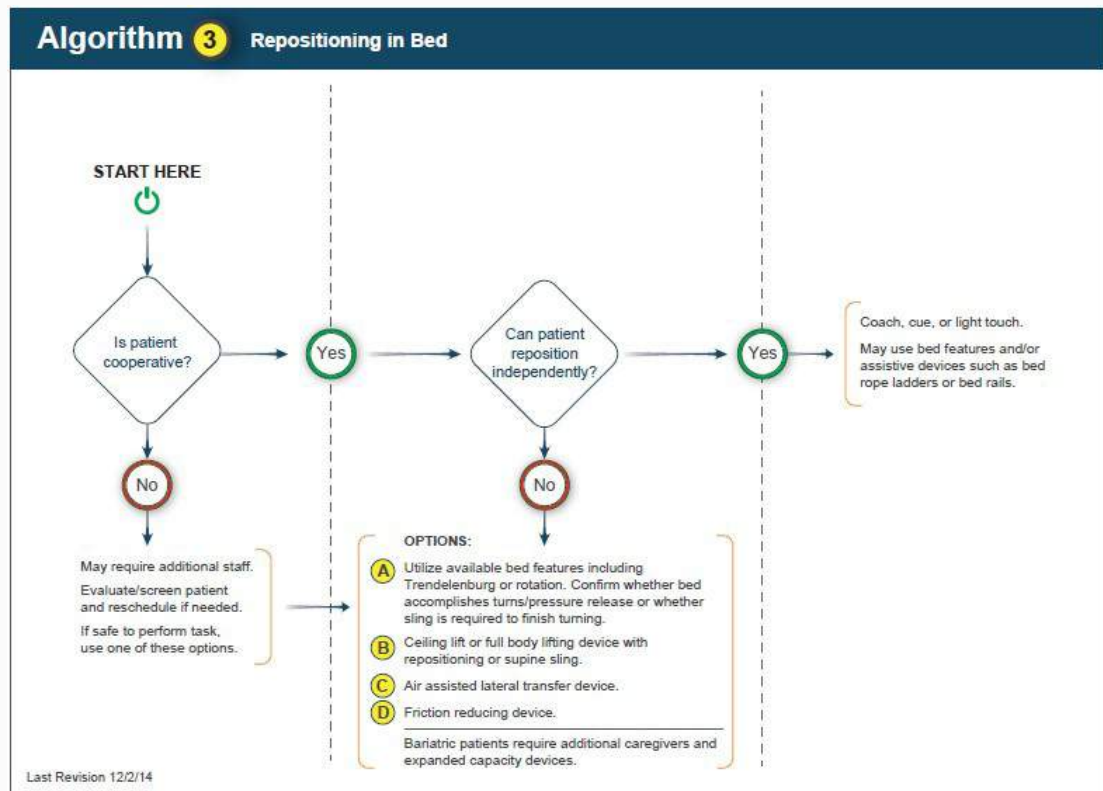 Algorithm 3 Repositioning in Bed
START HERE
Is patient
cooperative?
Yes
Can patient
reposition
independently?
Yes
Coach, cue, or light touch.
May use bed features and/or
assistive devices such as bed
rope ladders or bed rails.
No
May require additional staff.
Evaluate/screen patient
and reschedule if needed.
If safe to perform task,
use one of these options.
No
OPTIONS:
A Utilize available bed features including
Trendelenburg or rotation. Confirm whether bed
accomplishes turns/pressure release or whether
sling is required to finish turning.
B Ceiling lift or full body lifting device with
repositioning or supine sling.
C Air assisted lateral transfer device.
D Friction reducing device.
Bariatric patients require additional caregivers and
expanded capacity devices.
Last Revision 12/2/14